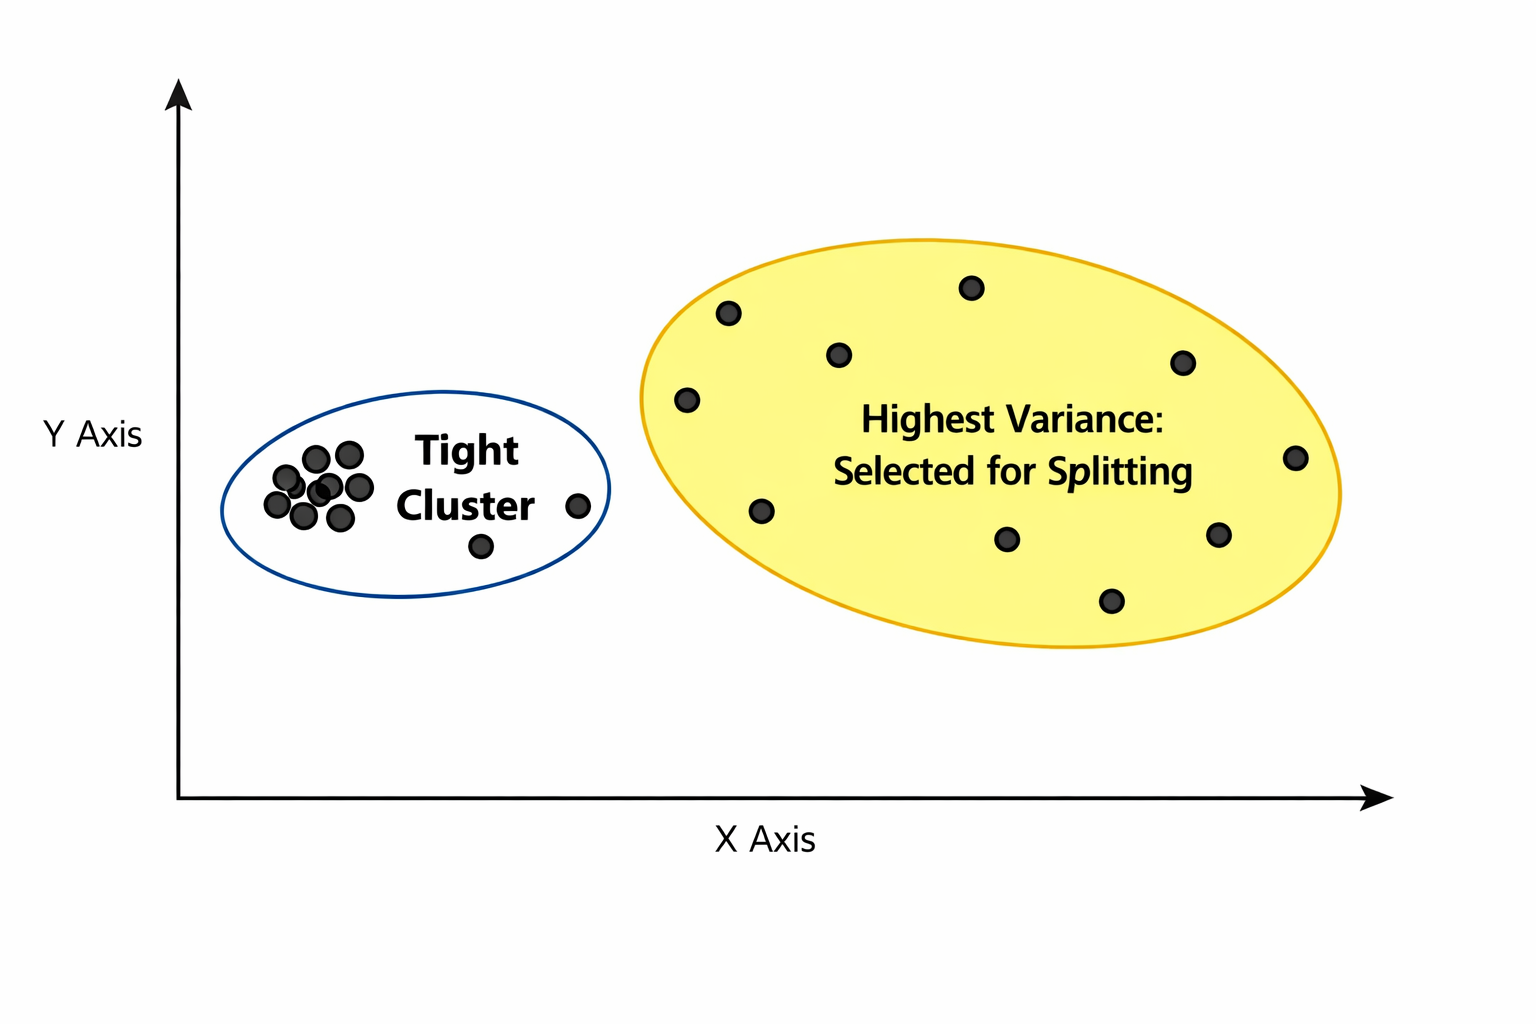 Y Axis
Tight
Cluster
Highest Variance:
Selected for Splitting
X Axis